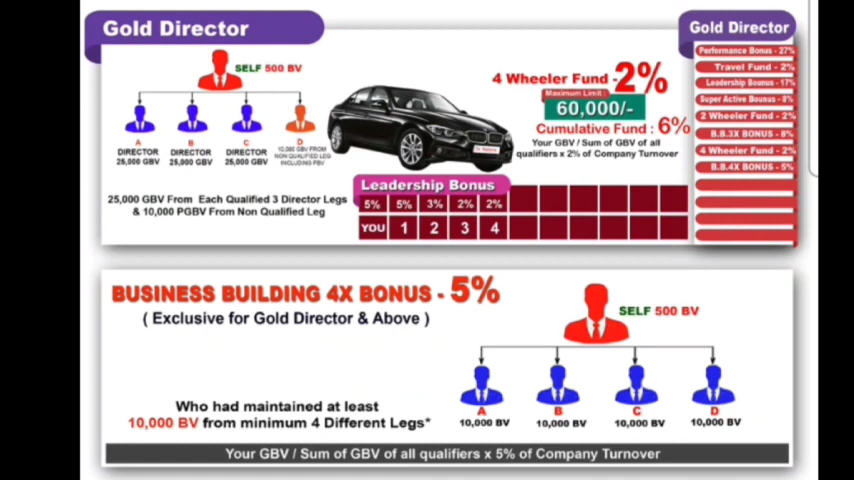 Gold Director
SELF 500 BV
A
DIRECTOR
25,000 GBV
B
DIRECTOR
25,000 GBV
C
DIRECTOR
25,000 GBV
D
10,000 GBV FROM
NON QUALIFIED LEG
INCLUDING PBV
25,000 GBV From Each Qualified 3 Director Legs
& 10,000 PGBV From Non Qualified Leg
4 Wheeler Fund -2%
Maximum Limit :
60,000/-
Cumulative Fund : 6%
Your GBV / Sum of GBV of all
qualifiers x 2% of Company Turnover
Leadership Bonus
5% 5% 3% 2% 2%
YOU 1 2 3 4
Gold Director
Performance Bonus - 27%
Travel Fund - 2%
Leadership Bounus - 17%
Super Active Bounus - 8%
2 Wheeler Fund - 2%
B.B.3X BONUS - 8%
4 Wheeler Fund - 2%
B.B.4X BONUS - 5%
BUSINESS BUILDING 4X BONUS - 5%
( Exclusive for Gold Director & Above )
Who had maintained at least
10,000 BV from minimum 4 Different Legs*
SELF 500 BV
A B C D
10,000 BV 10,000 BV 10,000 BV 10,000 BV
Your GBV / Sum of GBV of all qualifiers x 5% of Company Turnover